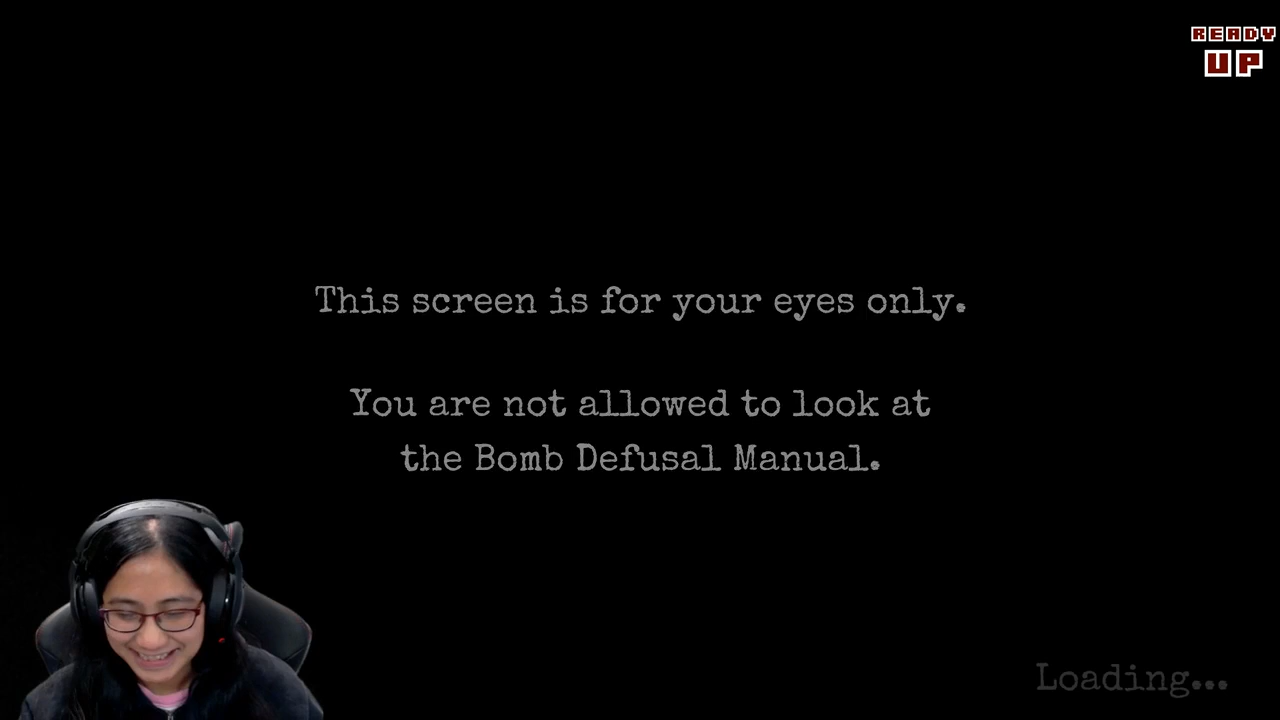 READY
UP
This screen is for your eyes only.
You are not allowed to look at
the Bomb Defusal Manual.
Loading...